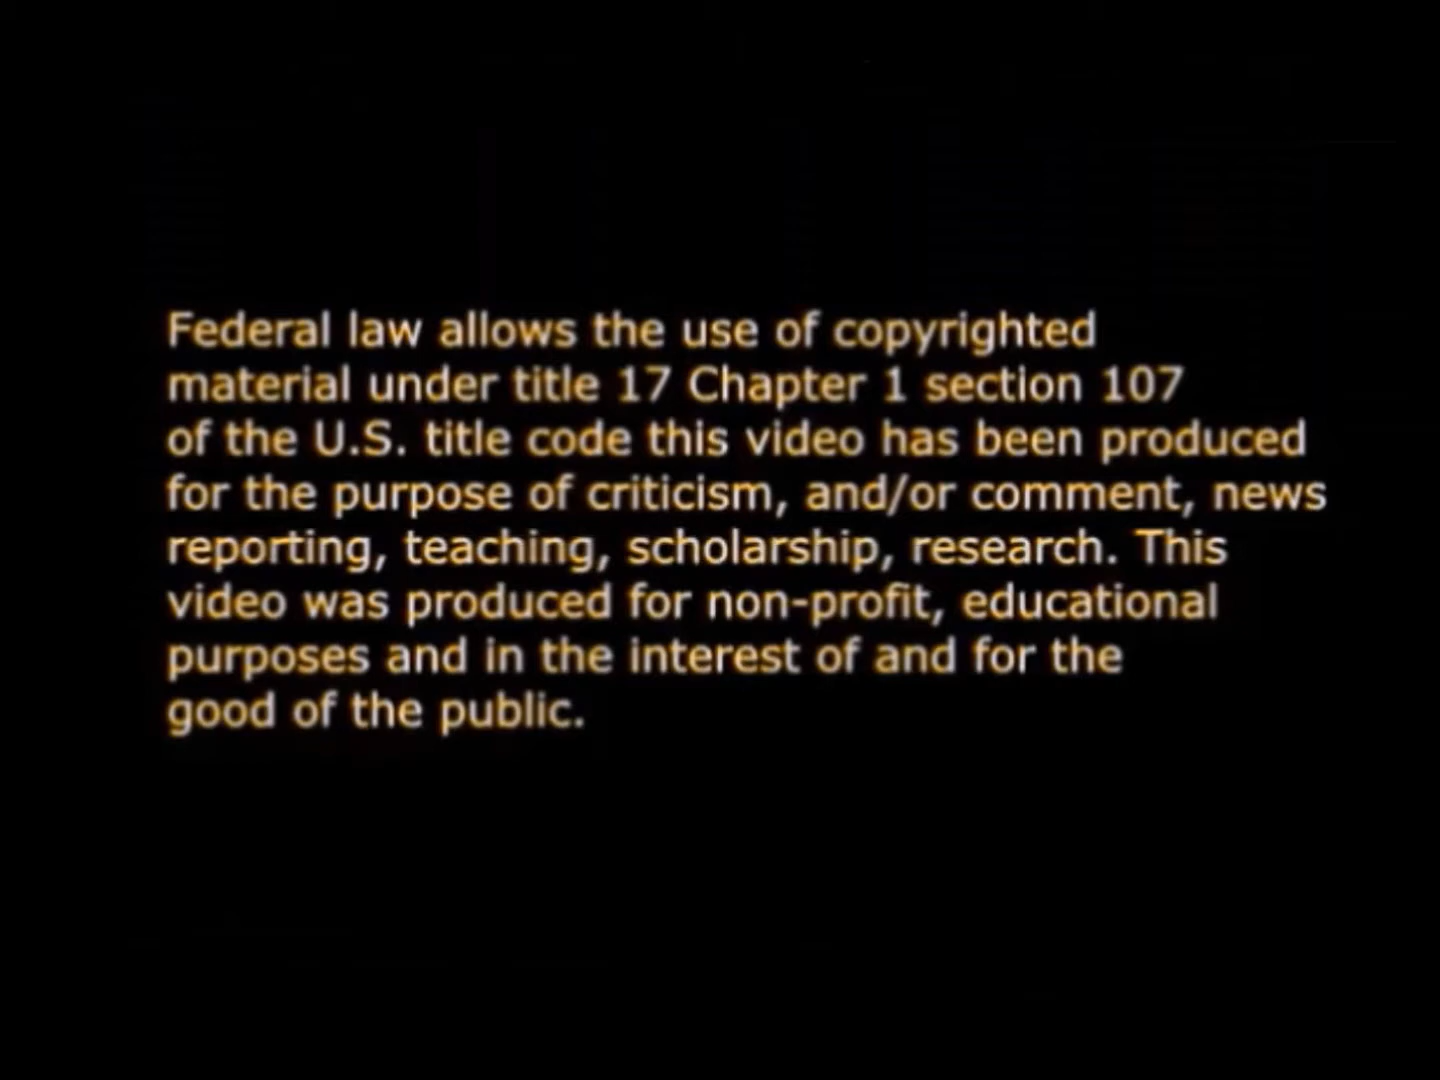 Federal law allows the use of copyrighted
material under title 17 Chapter 1 section 107
of the U.S. title code this video has been produced
for the purpose of criticism, and/or comment, news
reporting, teaching, scholarship, research. This
video was produced for non-profit, educational
purposes and in the interest of and for the
good of the public.